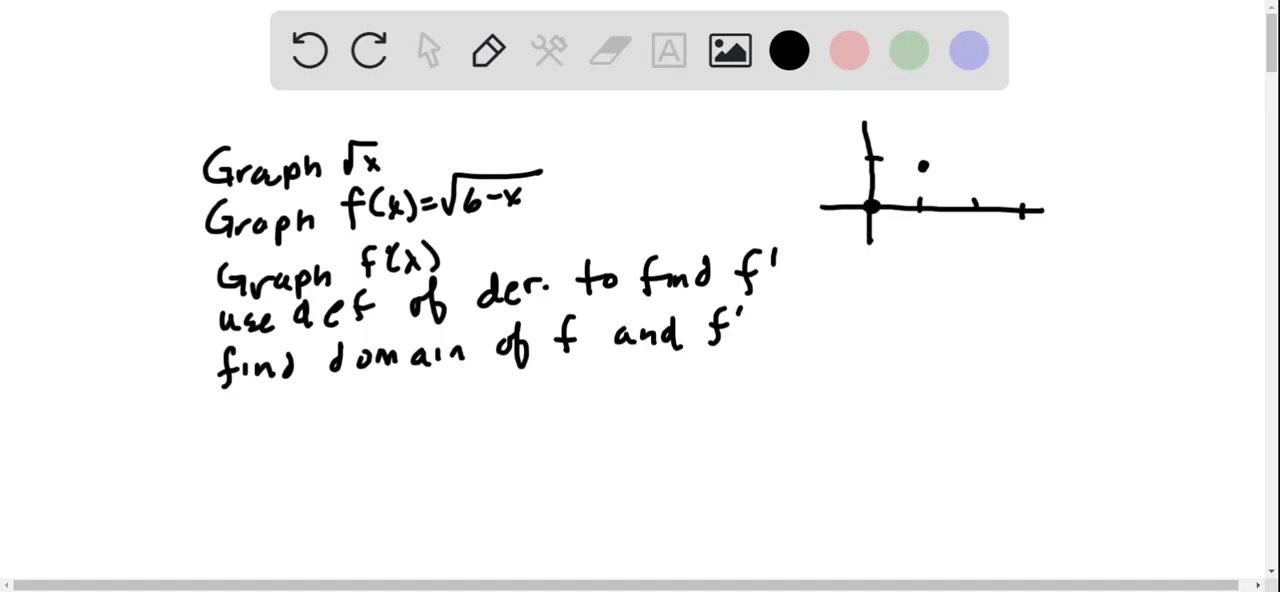 Graph √x
Graph f(x)=√6-x
Graph f'(x)
use def of der. to find f'
find domain of f and f'